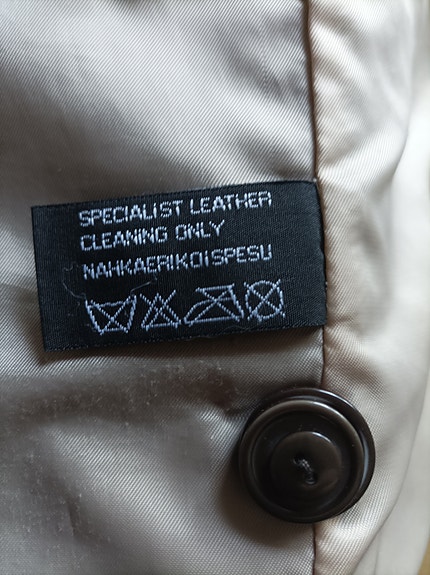 SPECIALIST LEATHER
CLEANING ONLY
NAHKAERIKOISPESU